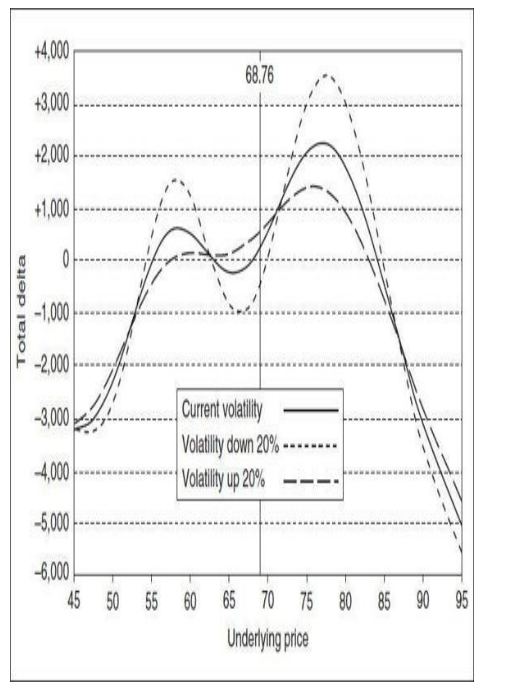 +4,000
68.76
+3,000
+2,000
+1,000
0
–1,000
–2,000
–3,000
–4,000
–5,000
–6,000
Total delta
Current volatility
Volatility down 20%
Volatility up 20%
45 50 55 60 65 70 75 80 85 90 95
Underlying price